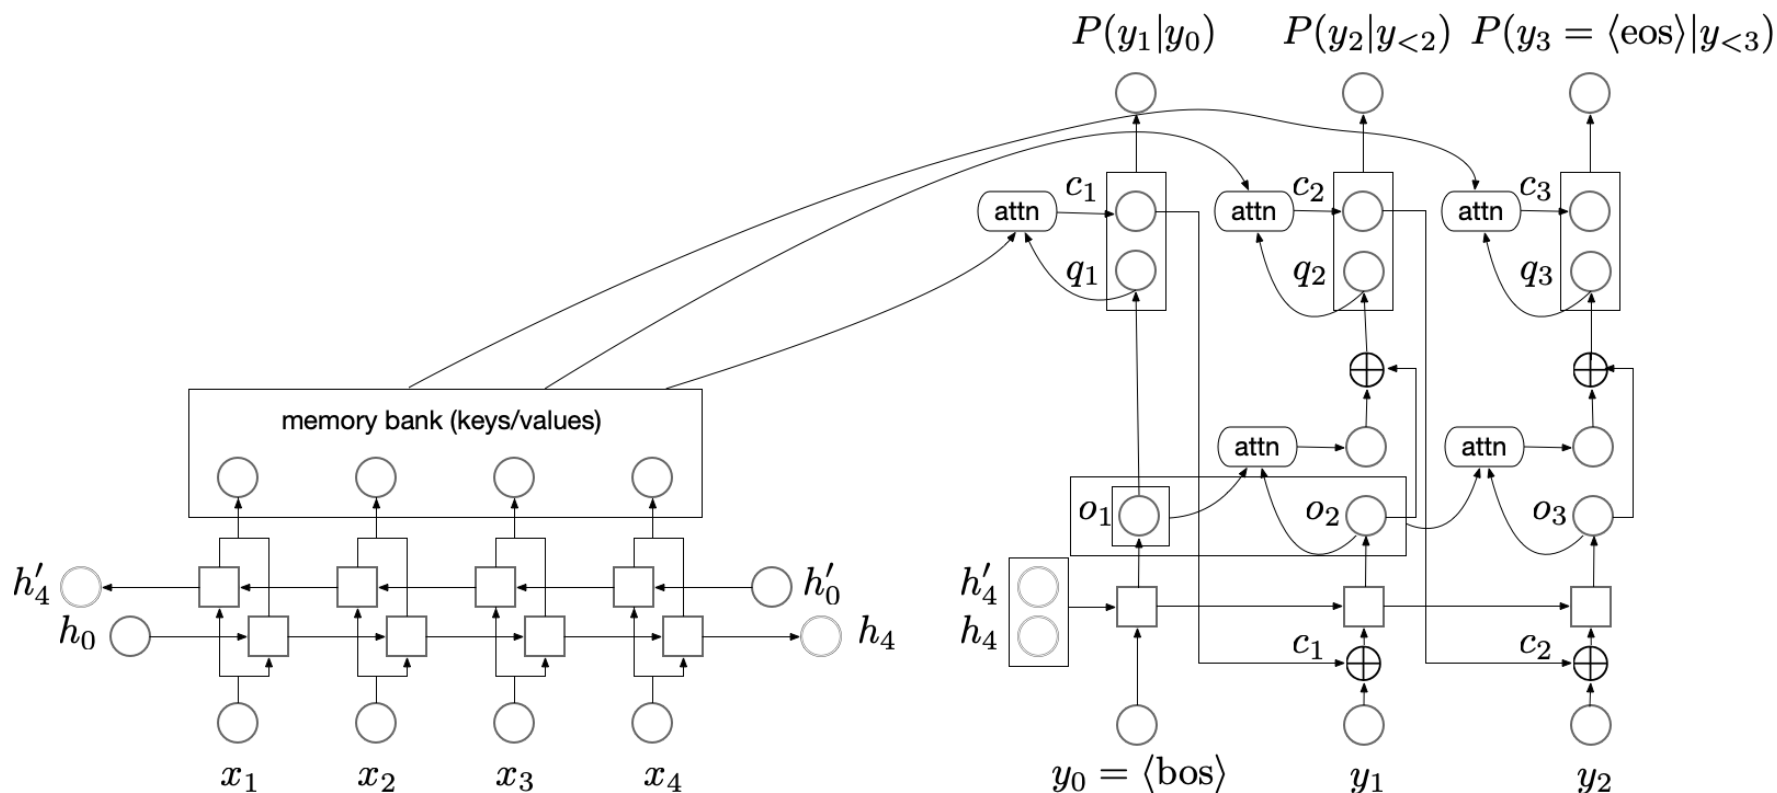 P(y₁|y₀) P(y₂|y<₂) P(y₃ = ⟨eos⟩|y<₃)
attn c₁ attn c₂ attn c₃
q₁ q₂ q₃
memory bank (keys/values)
attn attn
o₁ o₂ o₃
h′₄ h′₀ h′₄
h₀ h₄ h₄
c₁ c₂
x₁ x₂ x₃ x₄ y₀ = ⟨bos⟩ y₁ y₂